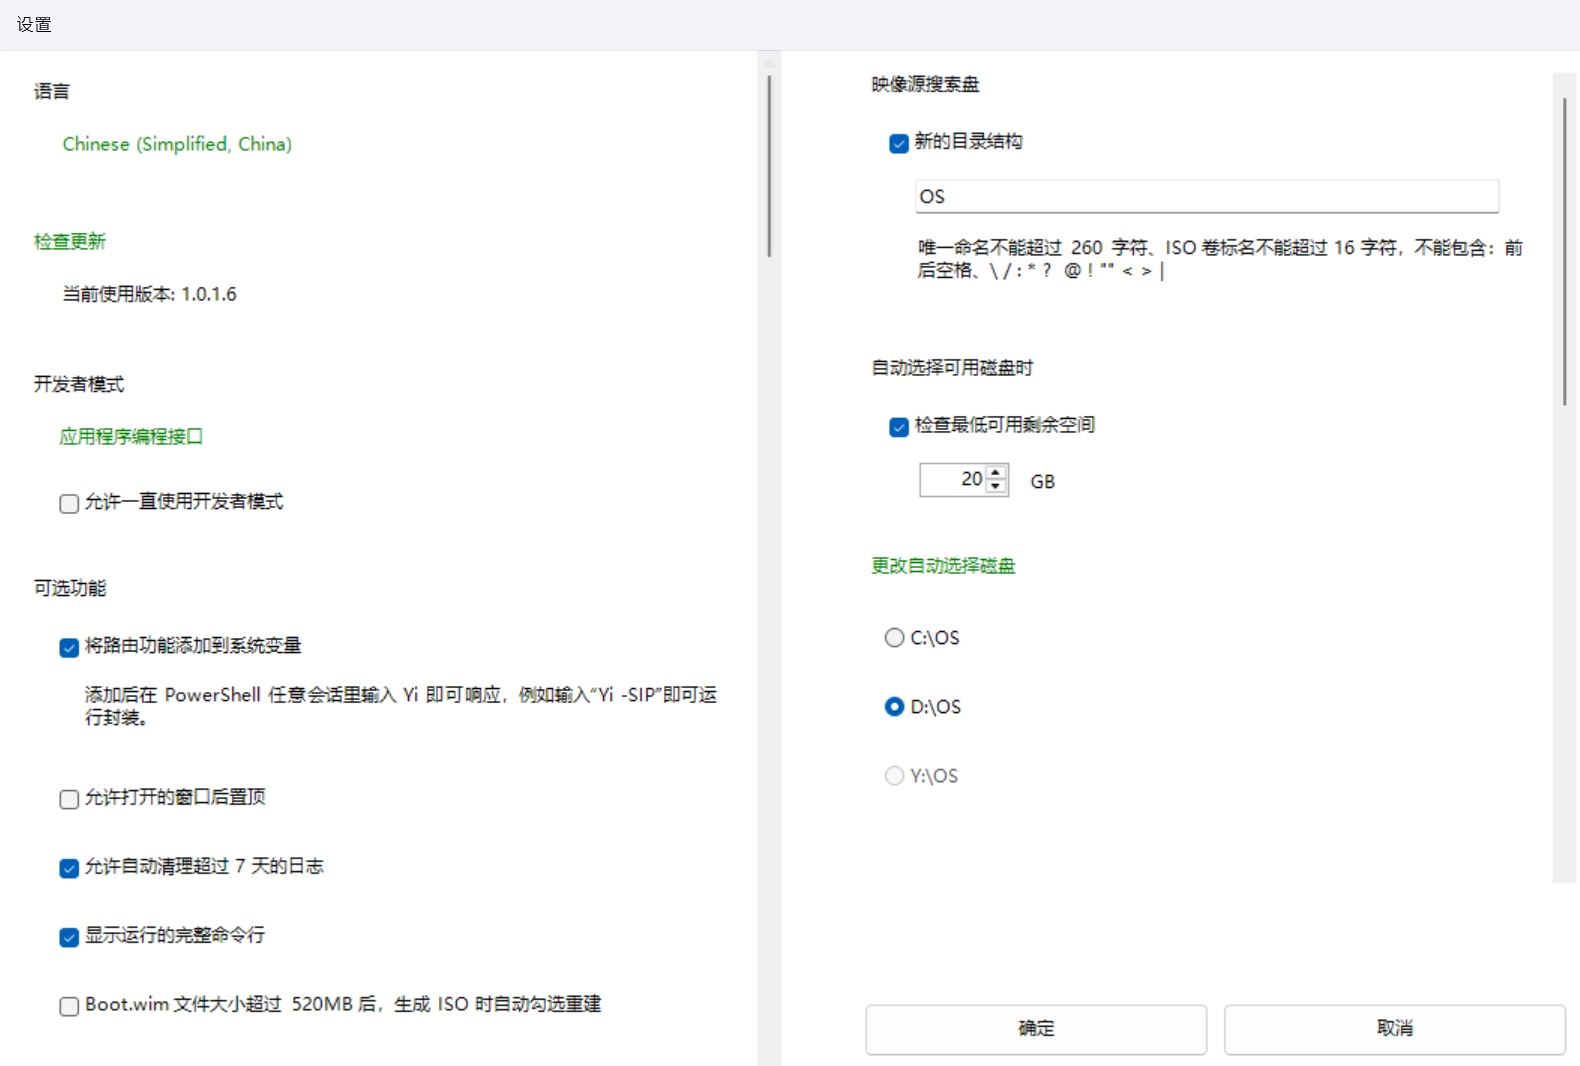 设置
语言
Chinese (Simplified, China)
检查更新
当前使用版本: 1.0.1.6
开发者模式
应用程序编程接口
允许一直使用开发者模式
可选功能
将路由功能添加到系统变量
添加后在 PowerShell 任意会话里输入 Yi 即可响应，例如输入“Yi -SIP”即可运
行封装。
允许打开的窗口后置顶
允许自动清理超过 7 天的日志
显示运行的完整命令行
Boot.wim 文件大小超过 520MB 后，生成 ISO 时自动勾选重建
映像源搜索盘
新的目录结构
OS
唯一命名不能超过 260 字符、ISO 卷标名不能超过 16 字符，不能包含：前
后空格、\ / : * ? @ ! "" < > |
自动选择可用磁盘时
检查最低可用剩余空间
20 GB
更改自动选择磁盘
C:\OS
D:\OS
Y:\OS
确定
取消